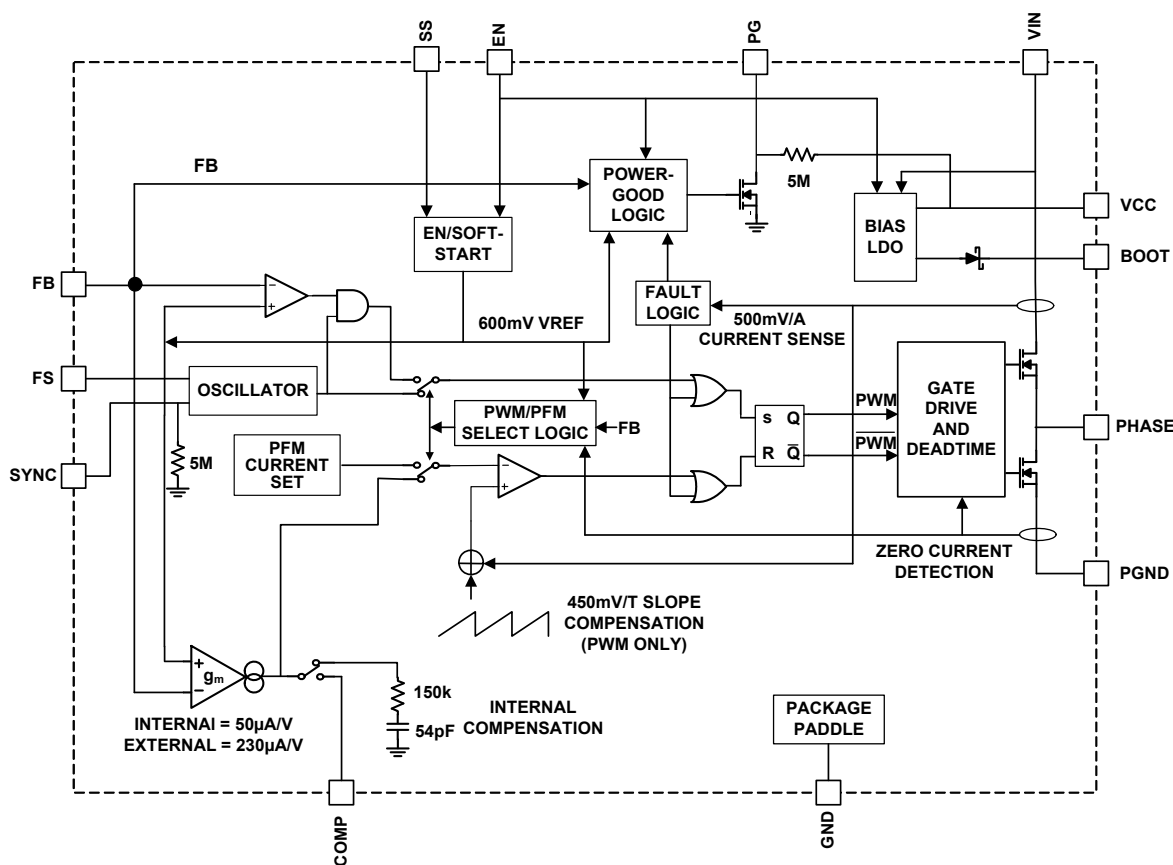 SS
EN
PG
VIN
FB
POWER-
GOOD
LOGIC
5M
BIAS
LDO
VCC
BOOT
EN/SOFT-
START
FB
−
+
600mV VREF
FAULT
LOGIC
500mV/A
CURRENT SENSE
FS
OSCILLATOR
PWM/PFM
SELECT LOGIC
FB
S Q
R Q̅
PWM
P̅W̅M̅
GATE
DRIVE
AND
DEADTIME
PHASE
SYNC
5M
PFM
CURRENT
SET
−
+
ZERO CURRENT
DETECTION
PGND
450mV/T SLOPE
COMPENSATION
(PWM ONLY)
+
gm
−
150k
54pF
INTERNAL
COMPENSATION
INTERNAI = 50µA/V
EXTERNAL = 230µA/V
PACKAGE
PADDLE
COMP
GND